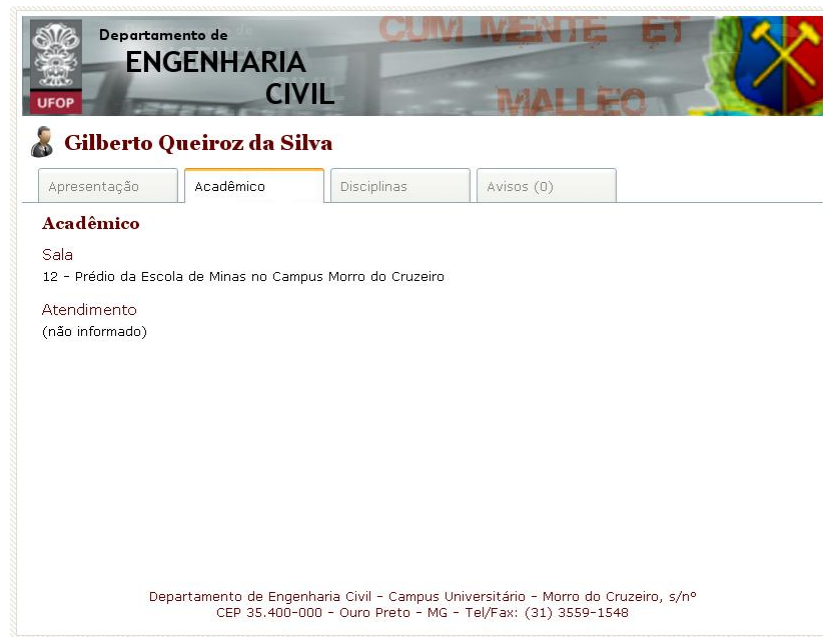 Departamento de
ENGENHARIA
CIVIL
CUM MENTE ET
MALLEO
UFOP
Gilberto Queiroz da Silva
Apresentação
Acadêmico
Disciplinas
Avisos (0)
Acadêmico
Sala
12 - Prédio da Escola de Minas no Campus Morro do Cruzeiro
Atendimento
(não informado)
Departamento de Engenharia Civil - Campus Universitário - Morro do Cruzeiro, s/nº
CEP 35.400-000 - Ouro Preto - MG - Tel/Fax: (31) 3559-1548